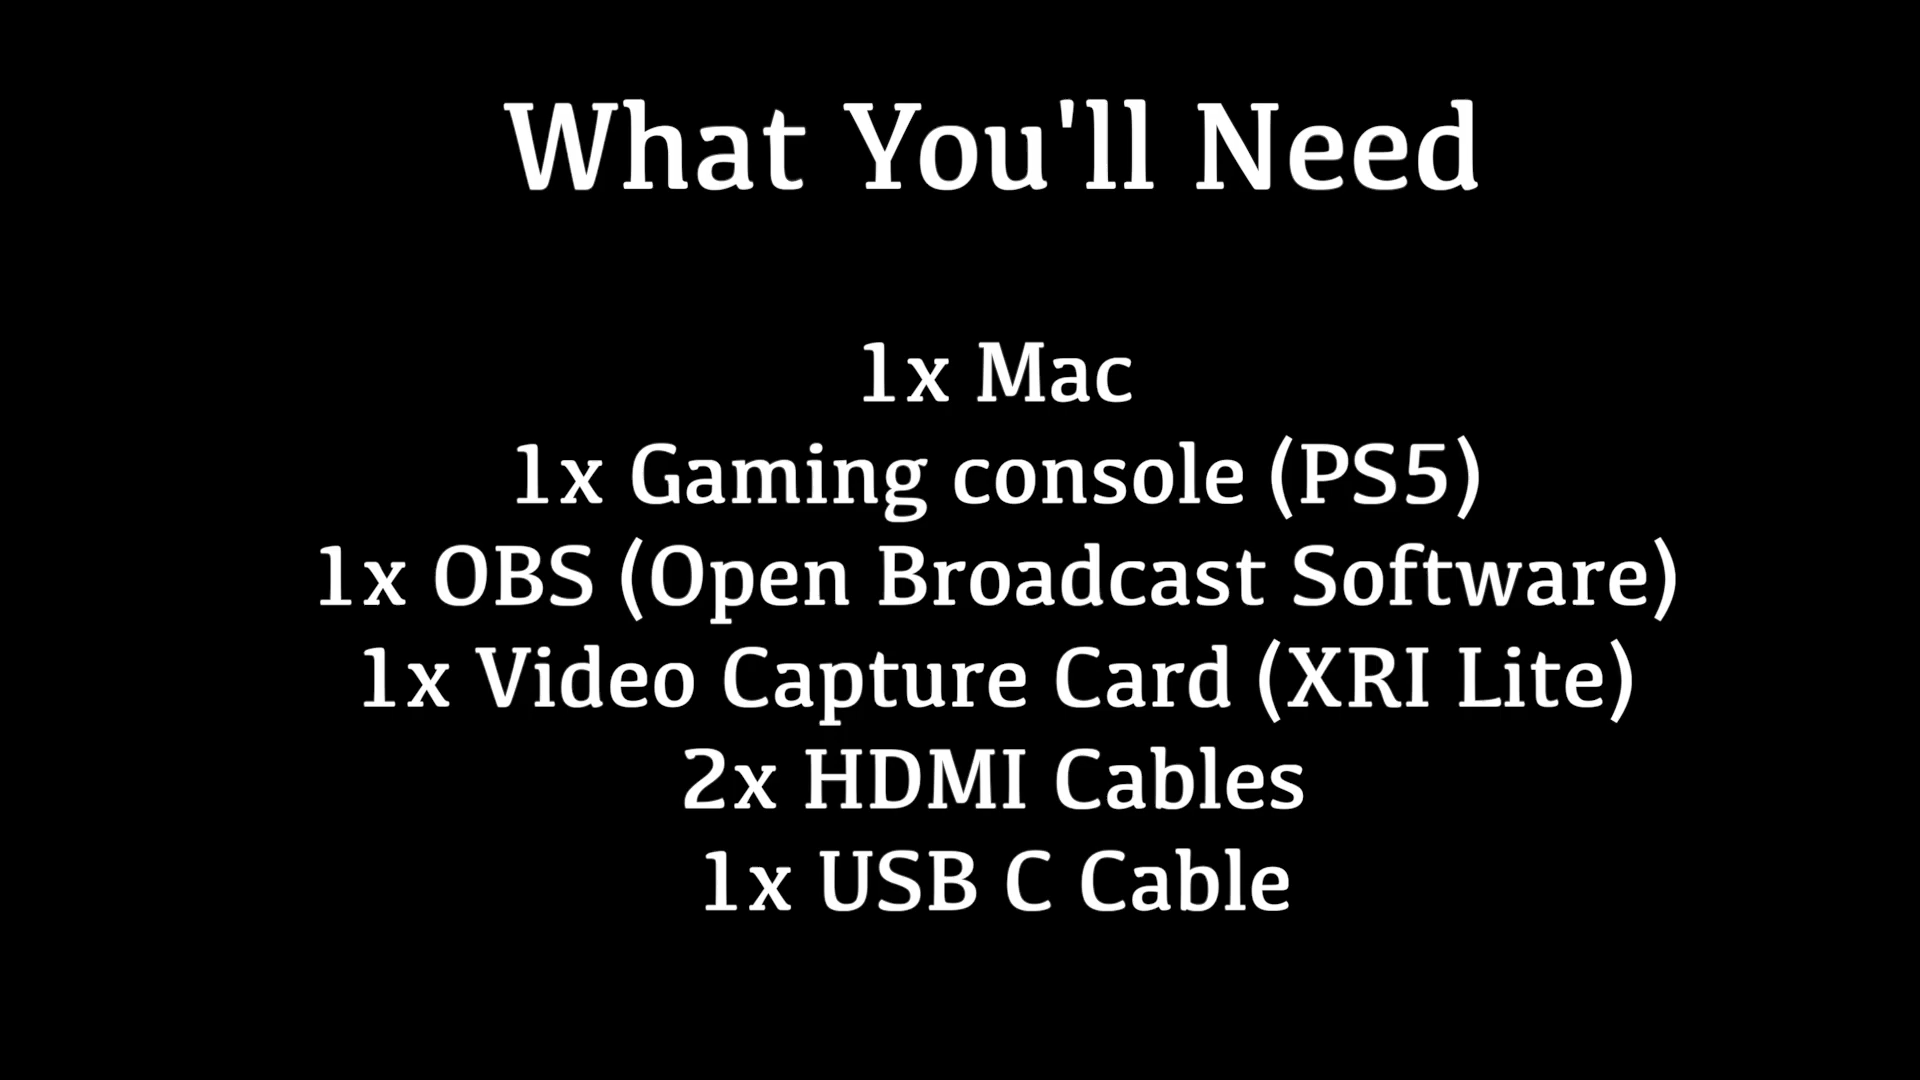 What You'll Need
1x Mac
1x Gaming console (PS5)
1x OBS (Open Broadcast Software)
1x Video Capture Card (XRI Lite)
2x HDMI Cables
1x USB C Cable